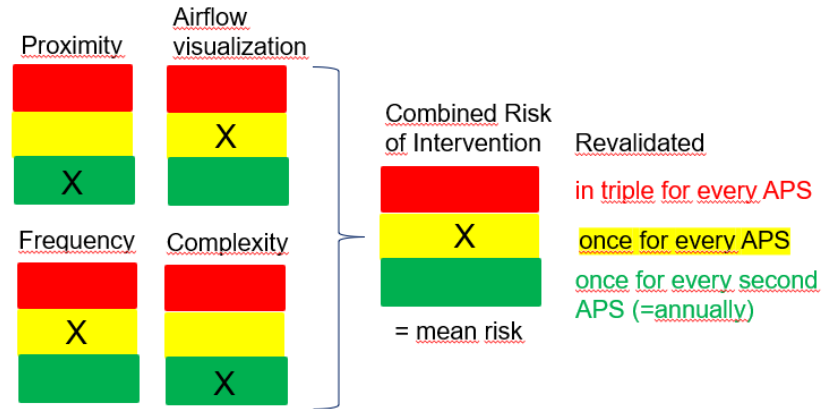 Proximity
X
Airflow
visualization
X
Frequency
X
Complexity
X
Combined Risk
of Intervention
X
= mean risk
Revalidated
in triple for every APS
once for every APS
once for every second
APS (=annually)